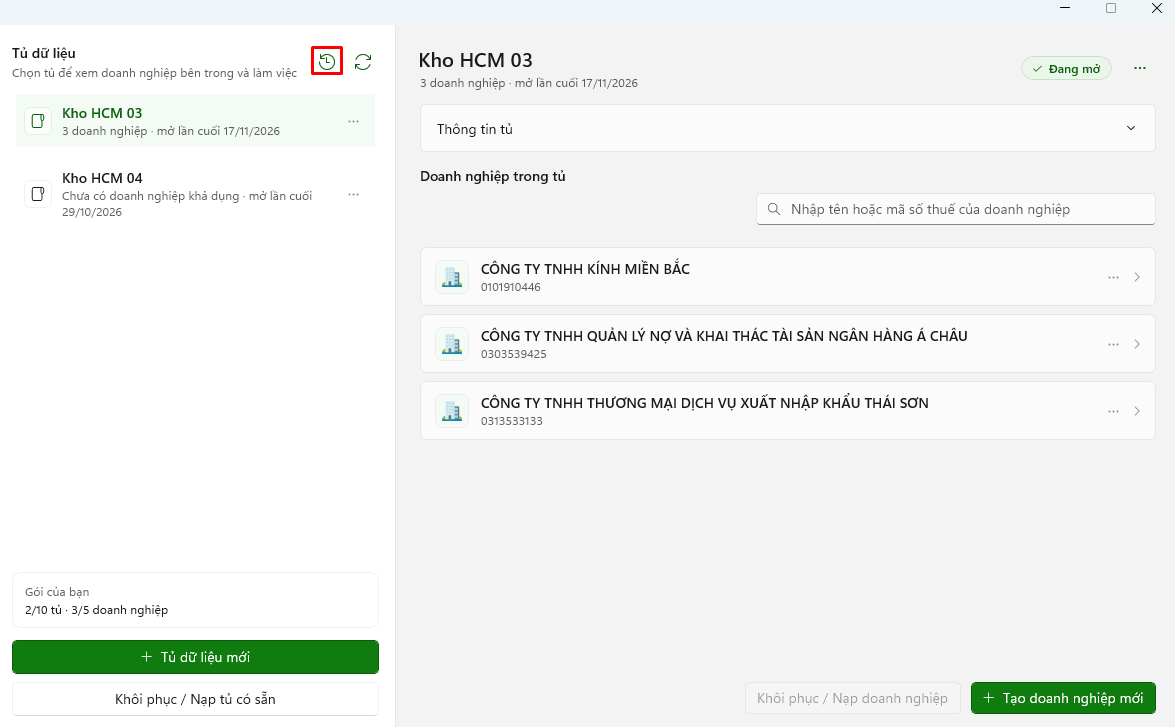 Tủ dữ liệu
Chọn tủ để xem doanh nghiệp bên trong và làm việc
Kho HCM 03
3 doanh nghiệp · mở lần cuối 17/11/2026
Kho HCM 04
Chưa có doanh nghiệp khả dụng · mở lần cuối
29/10/2026
Gói của bạn
2/10 tủ · 3/5 doanh nghiệp
+ Tủ dữ liệu mới
Khôi phục / Nạp tủ có sẵn
Kho HCM 03
3 doanh nghiệp · mở lần cuối 17/11/2026
Đang mở
Thông tin tủ
Doanh nghiệp trong tủ
Nhập tên hoặc mã số thuế của doanh nghiệp
CÔNG TY TNHH KÍNH MIỀN BẮC
0101910446
CÔNG TY TNHH QUẢN LÝ NỢ VÀ KHAI THÁC TÀI SẢN NGÂN HÀNG Á CHÂU
0303539425
CÔNG TY TNHH THƯƠNG MẠI DỊCH VỤ XUẤT NHẬP KHẨU THÁI SƠN
0313533133
Khôi phục / Nạp doanh nghiệp
+ Tạo doanh nghiệp mới